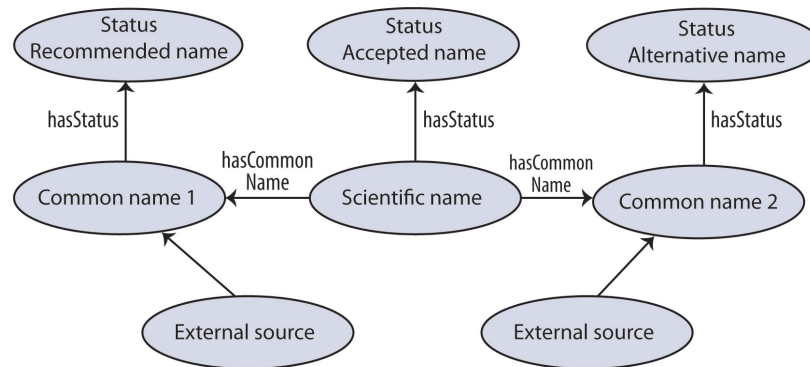 Status
Recommended name
Status
Accepted name
Status
Alternative name
hasStatus
hasStatus
hasStatus
hasCommon
Name
hasCommon
Name
Common name 1
Scientific name
Common name 2
External source
External source